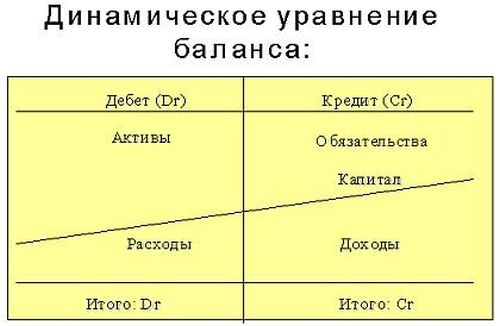 Динамическое уравнение
баланса:
Дебет (Dr) Кредит (Cr)
Активы Обязательства
Капитал
Расходы Доходы
Итого: Dr Итого: Cr